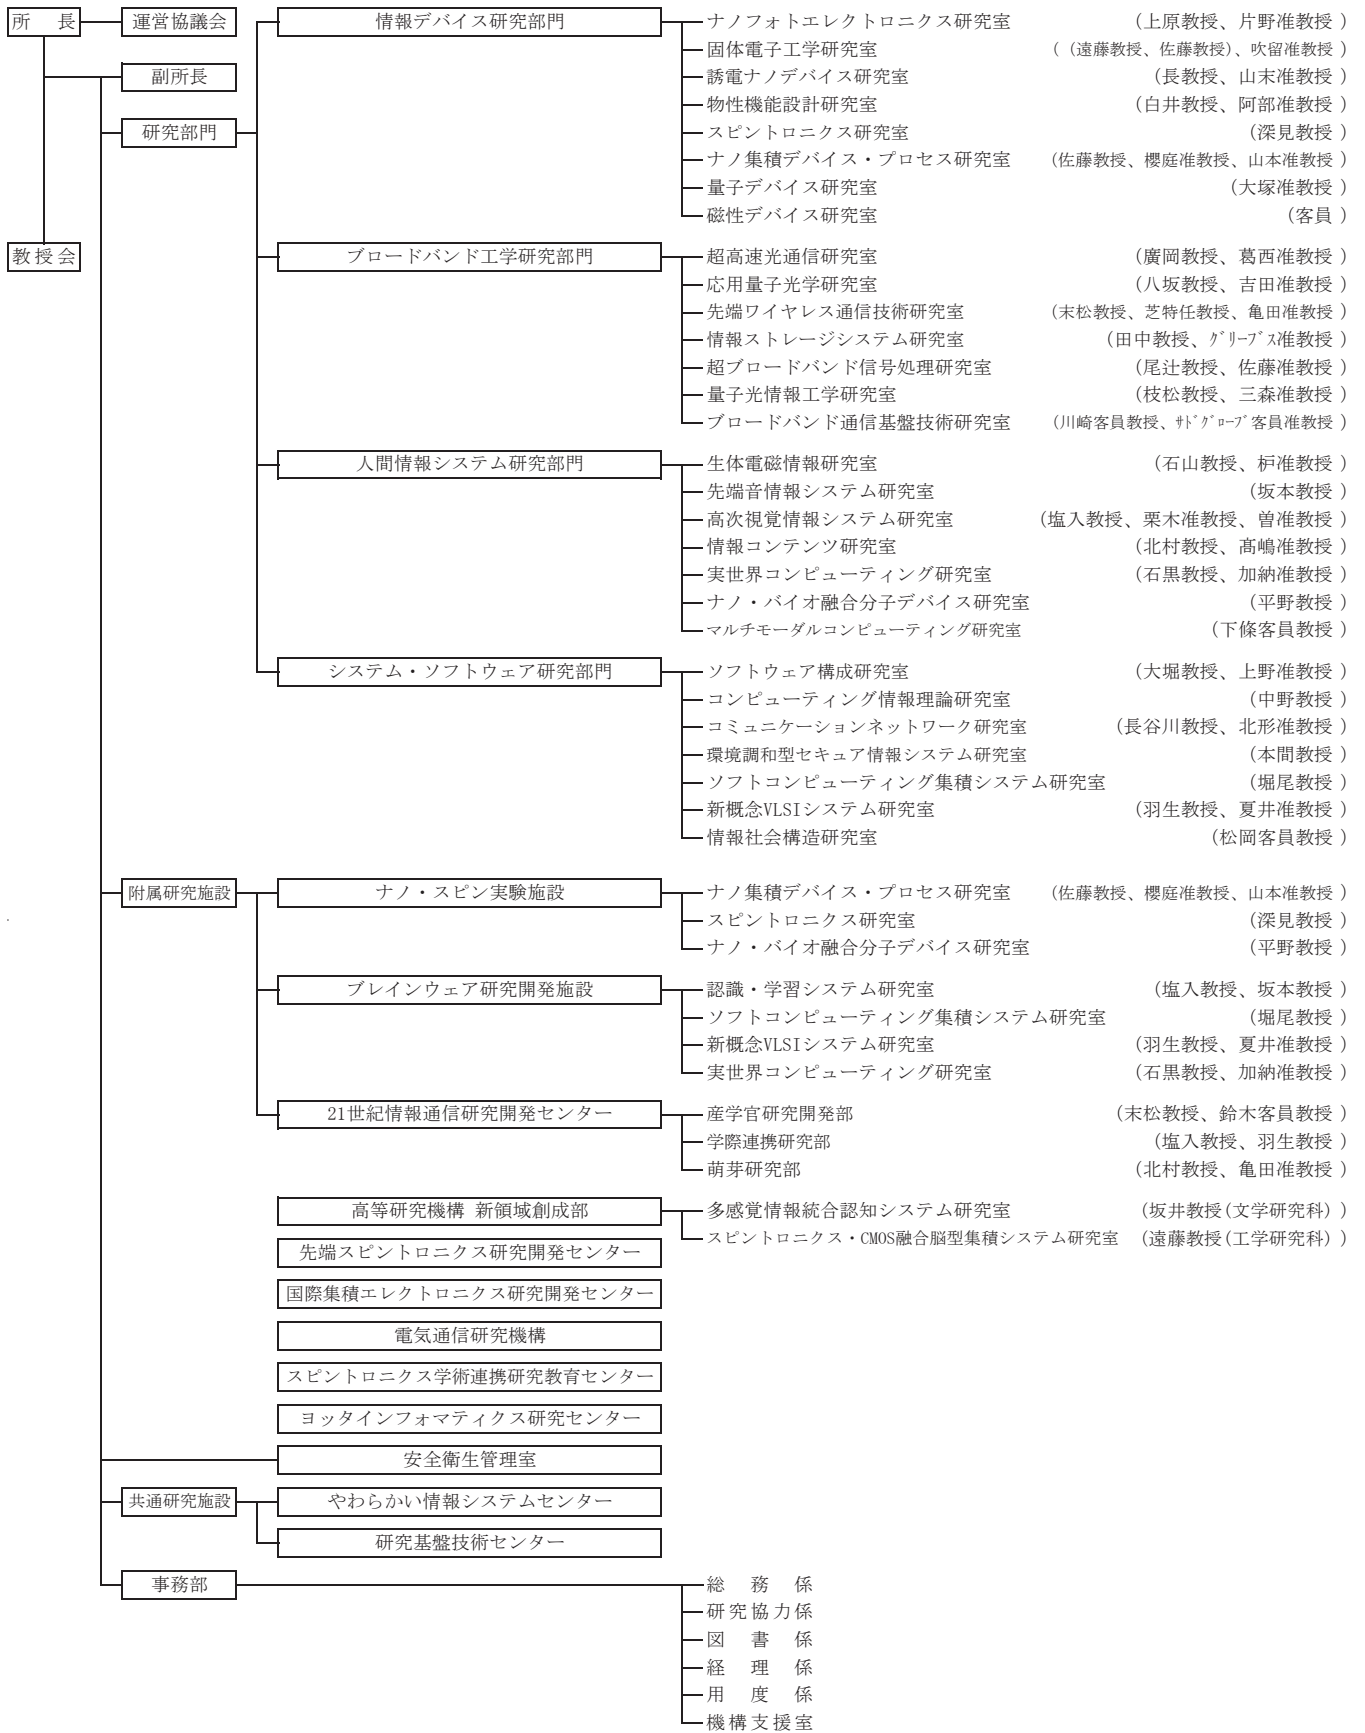 所　長　運営協議会　情報デバイス研究部門　ナノフォトエレクトロニクス研究室　(上原教授、片野准教授 )
固体電子工学研究室　( (遠藤教授、佐藤教授)、吹留准教授 )
副所長　誘電ナノデバイス研究室　(長教授、山末准教授 )
物性機能設計研究室　(白井教授、阿部准教授 )
研究部門　スピントロニクス研究室　(深見教授 )
ナノ集積デバイス・プロセス研究室　(佐藤教授、櫻庭准教授、山本准教授 )
量子デバイス研究室　(大塚准教授 )
磁性デバイス研究室　(客員 )
教授会　ブロードバンド工学研究部門　超高速光通信研究室　(廣岡教授、葛西准教授 )
応用量子光学研究室　(八坂教授、吉田准教授 )
先端ワイヤレス通信技術研究室　(末松教授、芝特任教授、亀田准教授 )
情報ストレージシステム研究室　(田中教授、ｸﾞﾘｰﾌﾞｽ准教授 )
超ブロードバンド信号処理研究室　(尾辻教授、佐藤准教授 )
量子光情報工学研究室　(枝松教授、三森准教授 )
ブロードバンド通信基盤技術研究室　(川崎客員教授、ｻﾄﾞｸﾞﾛｰﾌﾞ客員准教授 )
人間情報システム研究部門　生体電磁情報研究室　(石山教授、枦准教授 )
先端音情報システム研究室　(坂本教授 )
高次視覚情報システム研究室　(塩入教授、栗木准教授、曽准教授 )
情報コンテンツ研究室　(北村教授、髙嶋准教授 )
実世界コンピューティング研究室　(石黒教授、加納准教授 )
ナノ・バイオ融合分子デバイス研究室　(平野教授 )
マルチモーダルコンピューティング研究室　(下條客員教授 )
システム・ソフトウェア研究部門　ソフトウェア構成研究室　(大堀教授、上野准教授 )
コンピューティング情報理論研究室　(中野教授 )
コミュニケーションネットワーク研究室　(長谷川教授、北形准教授 )
環境調和型セキュア情報システム研究室　(本間教授 )
ソフトコンピューティング集積システム研究室　(堀尾教授 )
新概念VLSIシステム研究室　(羽生教授、夏井准教授 )
情報社会構造研究室　(松岡客員教授 )
附属研究施設　ナノ・スピン実験施設　ナノ集積デバイス・プロセス研究室　(佐藤教授、櫻庭准教授、山本准教授 )
スピントロニクス研究室　(深見教授 )
ナノ・バイオ融合分子デバイス研究室　(平野教授 )
ブレインウェア研究開発施設　認識・学習システム研究室　(塩入教授、坂本教授 )
ソフトコンピューティング集積システム研究室　(堀尾教授 )
新概念VLSIシステム研究室　(羽生教授、夏井准教授 )
実世界コンピューティング研究室　(石黒教授、加納准教授 )
21世紀情報通信研究開発センター　産学官研究開発部　(末松教授、鈴木客員教授 )
学際連携研究部　(塩入教授、羽生教授 )
萌芽研究部　(北村教授、亀田准教授 )
高等研究機構 新領域創成部　多感覚情報統合認知システム研究室　(坂井教授(文学研究科) )
スピントロニクス・CMOS融合脳型集積システム研究室　(遠藤教授(工学研究科) )
先端スピントロニクス研究開発センター
国際集積エレクトロニクス研究開発センター
電気通信研究機構
スピントロニクス学術連携研究教育センター
ヨッタインフォマティクス研究センター
安全衛生管理室
共通研究施設　やわらかい情報システムセンター
研究基盤技術センター
事務部　総　務　係
研究協力係
図　書　係
経　理　係
用　度　係
機構支援室